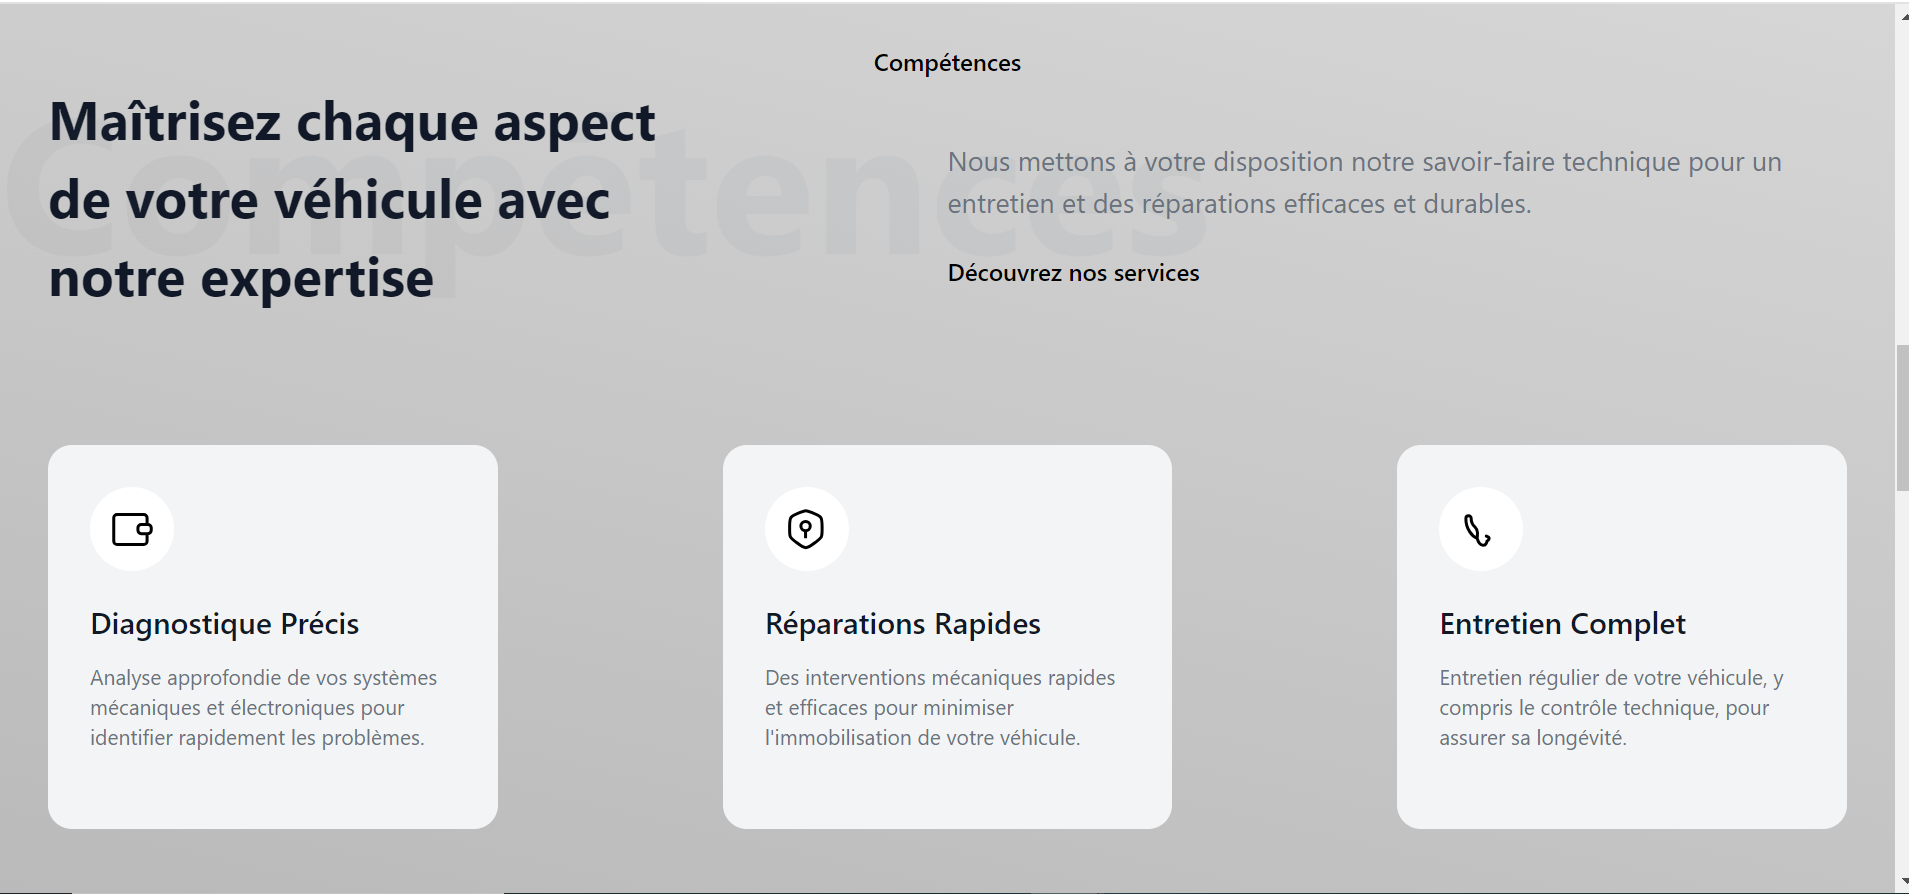 Compétences
Compétences
Maîtrisez chaque aspect
de votre véhicule avec
notre expertise
Nous mettons à votre disposition notre savoir-faire technique pour un
entretien et des réparations efficaces et durables.
Découvrez nos services
Diagnostique Précis
Analyse approfondie de vos systèmes
mécaniques et électroniques pour
identifier rapidement les problèmes.
Réparations Rapides
Des interventions mécaniques rapides
et efficaces pour minimiser
l'immobilisation de votre véhicule.
Entretien Complet
Entretien régulier de votre véhicule, y
compris le contrôle technique, pour
assurer sa longévité.